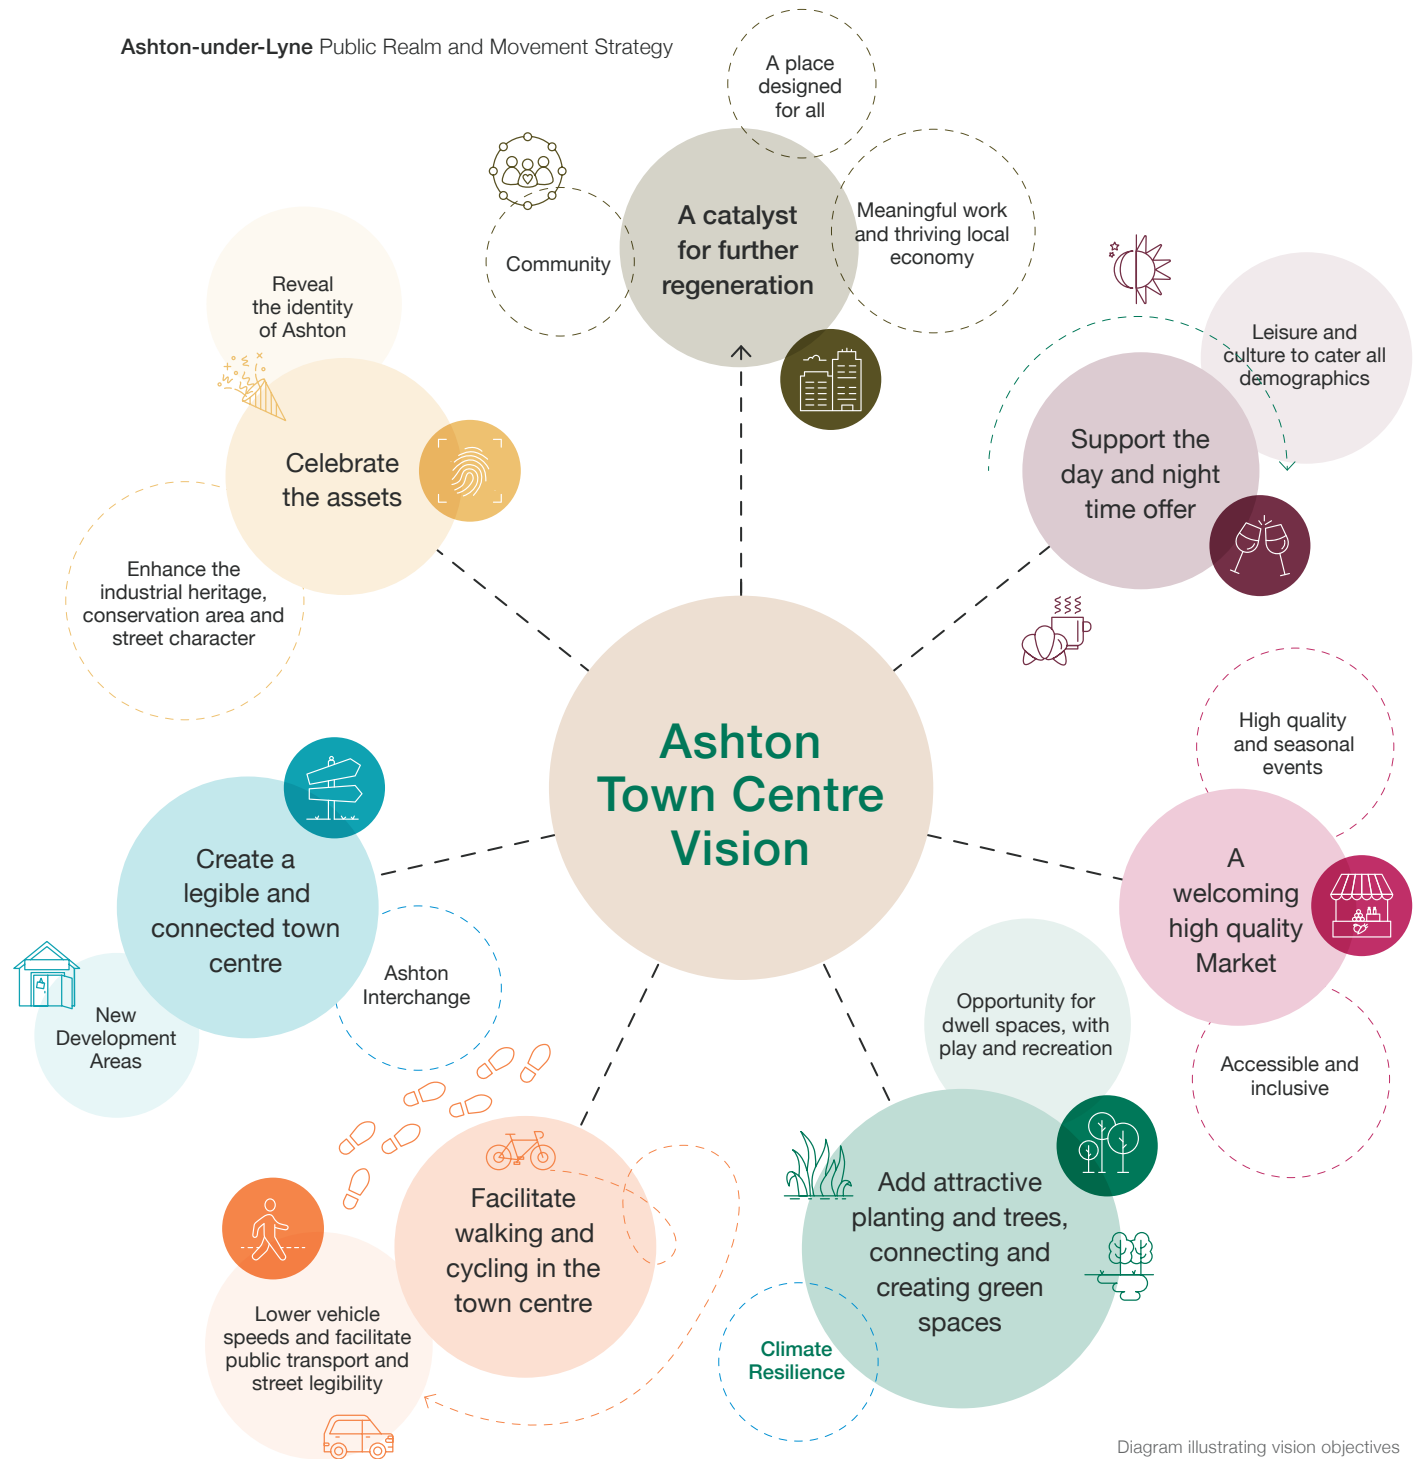 Ashton-under-Lyne Public Realm and Movement Strategy
A place
designed
for all
A catalyst
for further
regeneration
Meaningful work
and thriving local
economy
Community
Reveal
the identity
of Ashton
Celebrate
the assets
Enhance the
industrial heritage,
conservation area and
street character
Leisure and
culture to cater all
demographics
Support the
day and night
time offer
Ashton
Town Centre
Vision
High quality
and seasonal
events
A
welcoming
high quality
Market
Accessible and
inclusive
Create a
legible and
connected town
centre
Ashton
Interchange
New
Development
Areas
Opportunity for
dwell spaces, with
play and recreation
Add attractive
planting and trees,
connecting and
creating green
spaces
Climate
Resilience
Facilitate
walking and
cycling in the
town centre
Lower vehicle
speeds and facilitate
public transport and
street legibility
Diagram illustrating vision objectives